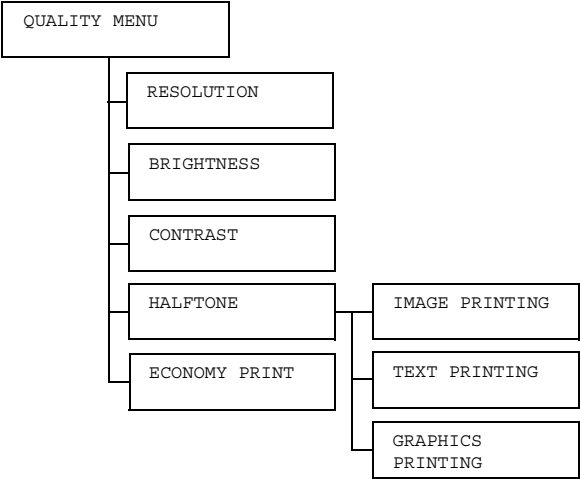 QUALITY MENU
RESOLUTION
BRIGHTNESS
CONTRAST
HALFTONE
IMAGE PRINTING
TEXT PRINTING
ECONOMY PRINT
GRAPHICS
PRINTING